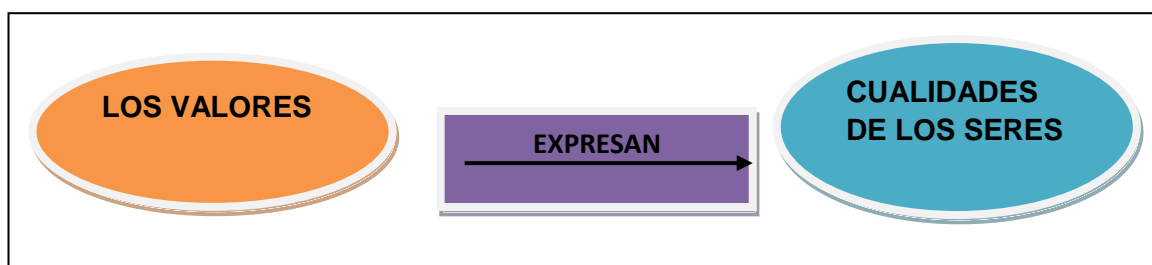 LOS VALORES
EXPRESAN
CUALIDADES
DE LOS SERES